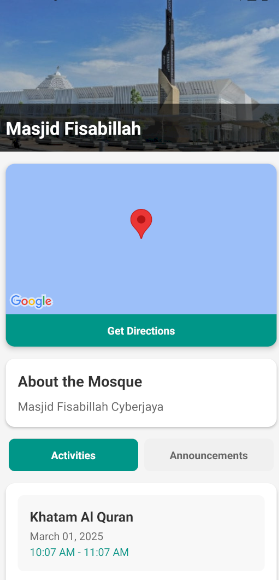 Masjid Fisabillah
Google
Get Directions
About the Mosque
Masjid Fisabillah Cyberjaya
Activities
Announcements
Khatam Al Quran
March 01, 2025
10:07 AM - 11:07 AM